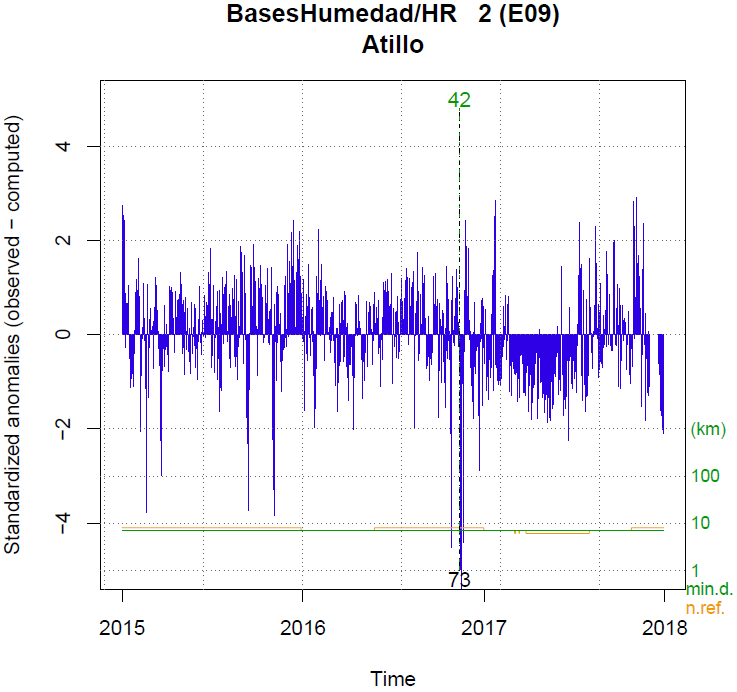 BasesHumedad/HR 2 (E09)
Atillo
42
Standardized anomalies (observed − computed)
4
2
0
−2
−4
(km)
100
10
1
min.d.
n.ref.
73
2015 2016 2017 2018
Time